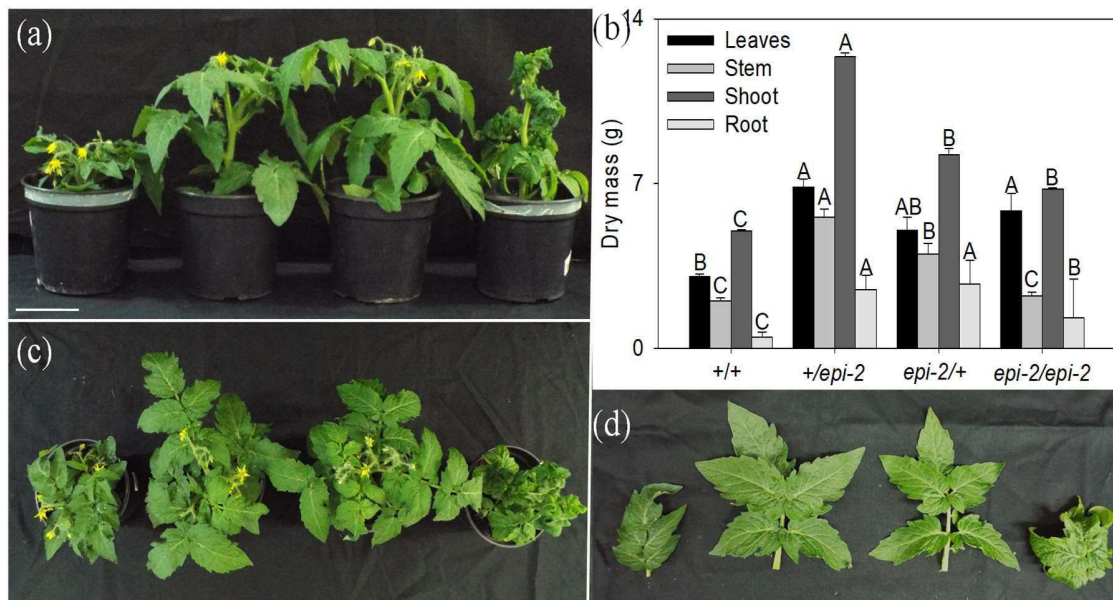 (a)
(b)
14
7
0
Dry mass (g)
Leaves
Stem
Shoot
Root
B
C
C
C
A
A
A
A
AB
B
B
A
A
C
B
B
+/+
+/epi-2
epi-2/+
epi-2/epi-2
(c)
(d)